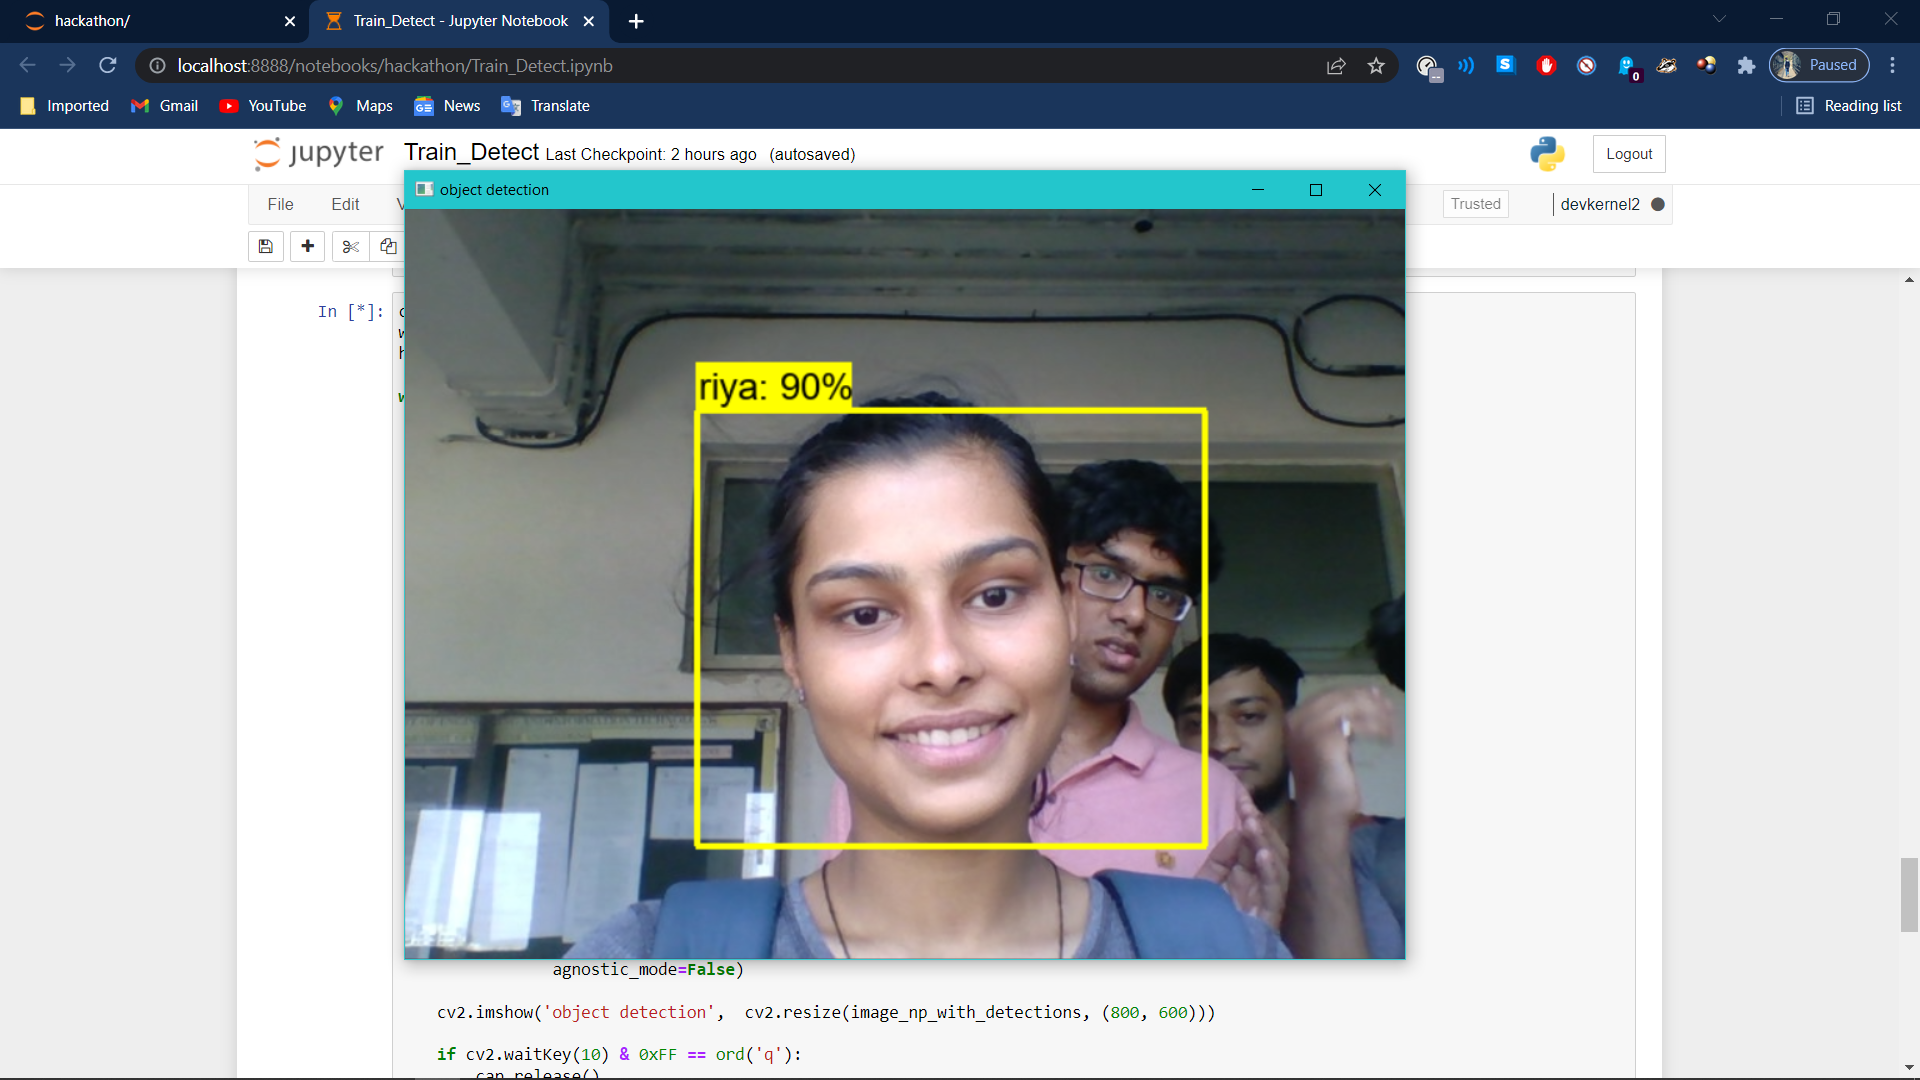 hackathon/
Train_Detect - Jupyter Notebook
localhost:8888/notebooks/hackathon/Train_Detect.ipynb
S
0
Paused
Imported
Gmail
YouTube
Maps
News
Translate
Reading list
jupyter
Train_Detect Last Checkpoint: 2 hours ago (autosaved)
Logout
object detection
File
Edit
Trusted
devkernel2
In [*]:
riya: 90%
agnostic_mode=False)
cv2.imshow('object detection', cv2.resize(image_np_with_detections, (800, 600)))
if cv2.waitKey(10) & 0xFF == ord('q'):
cap.release()